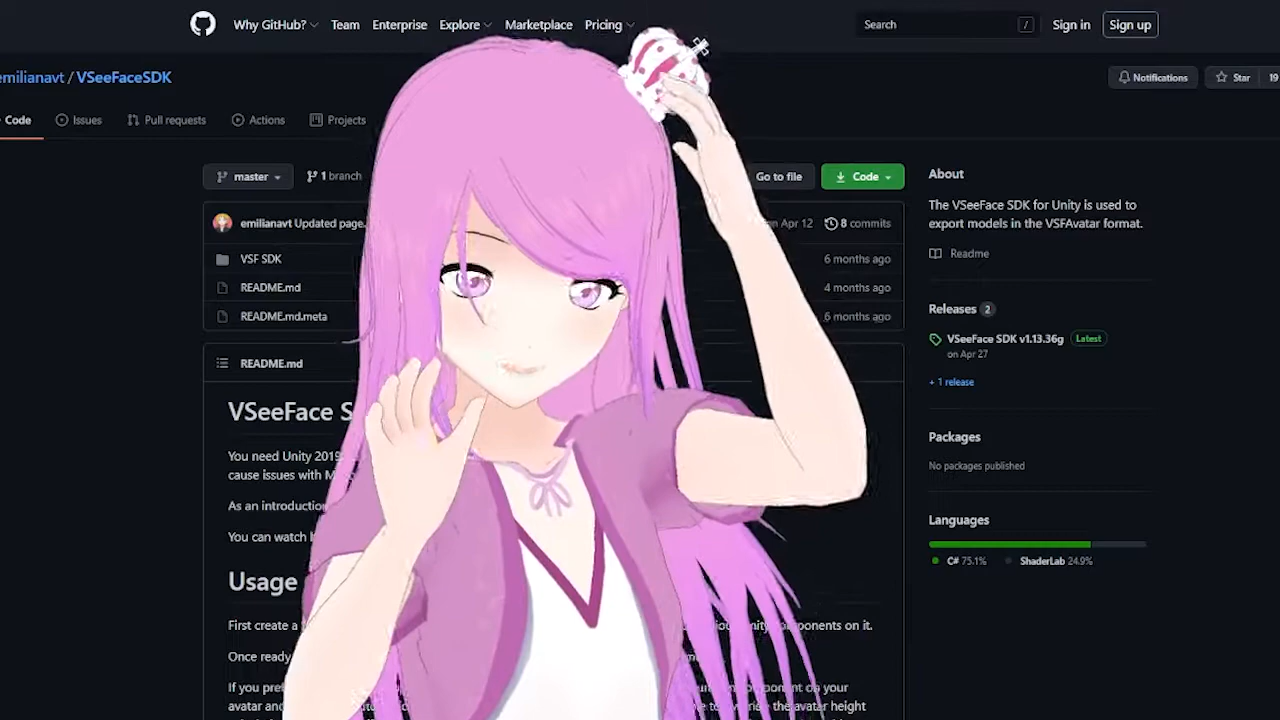 Why GitHub? Team Enterprise Explore Marketplace Pricing Search / Sign in Sign up
emilianavt / VSeeFaceSDK Notifications Star 19
Code Issues Pull requests Actions Projects
master 1 branch Go to file Code
emilianavt Updated page. on Apr 12 8 commits
VSF SDK 6 months ago
README.md 4 months ago
README.md.meta 6 months ago
README.md
VSeeFace S
You need Unity 2019.
cause issues with M
As an introduction
You can watch
Usage
First create a on it.
Once ready
If you on your
avatar and the avatar height
About
The VSeeFace SDK for Unity is used to
export models in the VSFAvatar format.
Readme
Releases 2
VSeeFace SDK v1.13.36g Latest
on Apr 27
+ 1 release
Packages
No packages published
Languages
C# 75.1% ShaderLab 24.9%